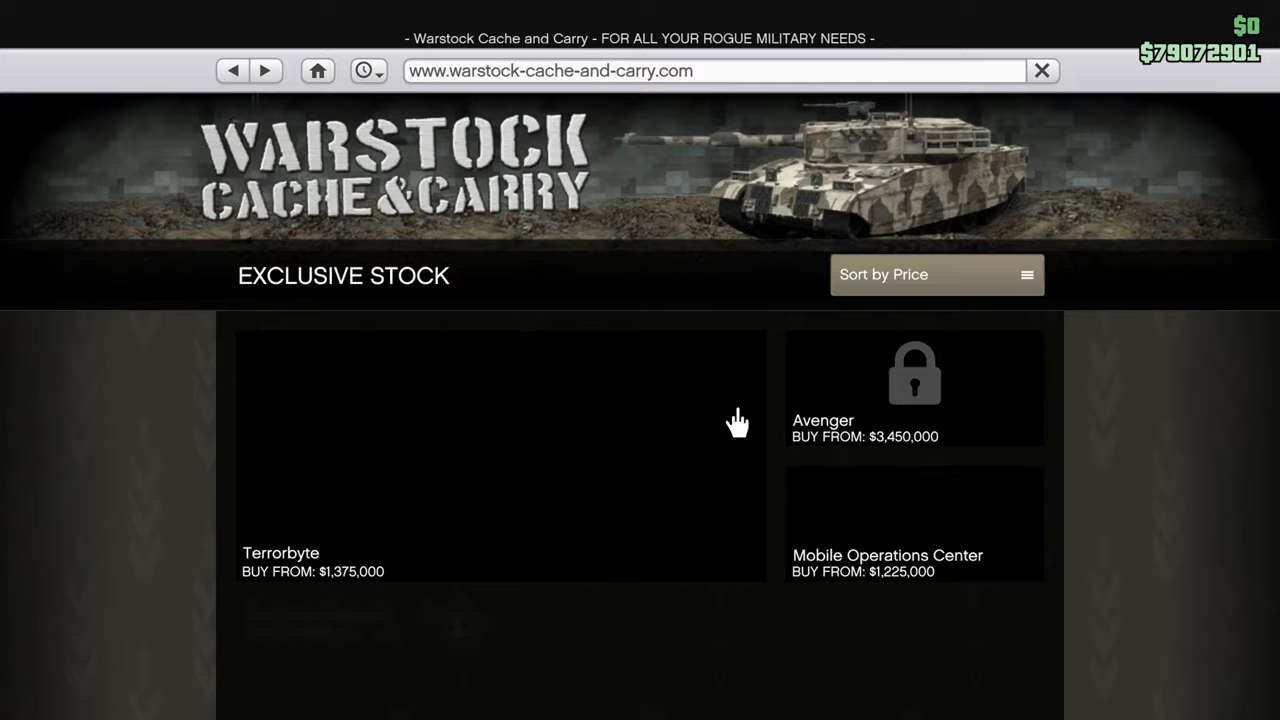 - Warstock Cache and Carry - FOR ALL YOUR ROGUE MILITARY NEEDS -
$0
$79072901
www.warstock-cache-and-carry.com
WARSTOCK
CACHE&CARRY
EXCLUSIVE STOCK
Sort by Price
Terrorbyte
BUY FROM: $1,375,000
Avenger
BUY FROM: $3,450,000
Mobile Operations Center
BUY FROM: $1,225,000